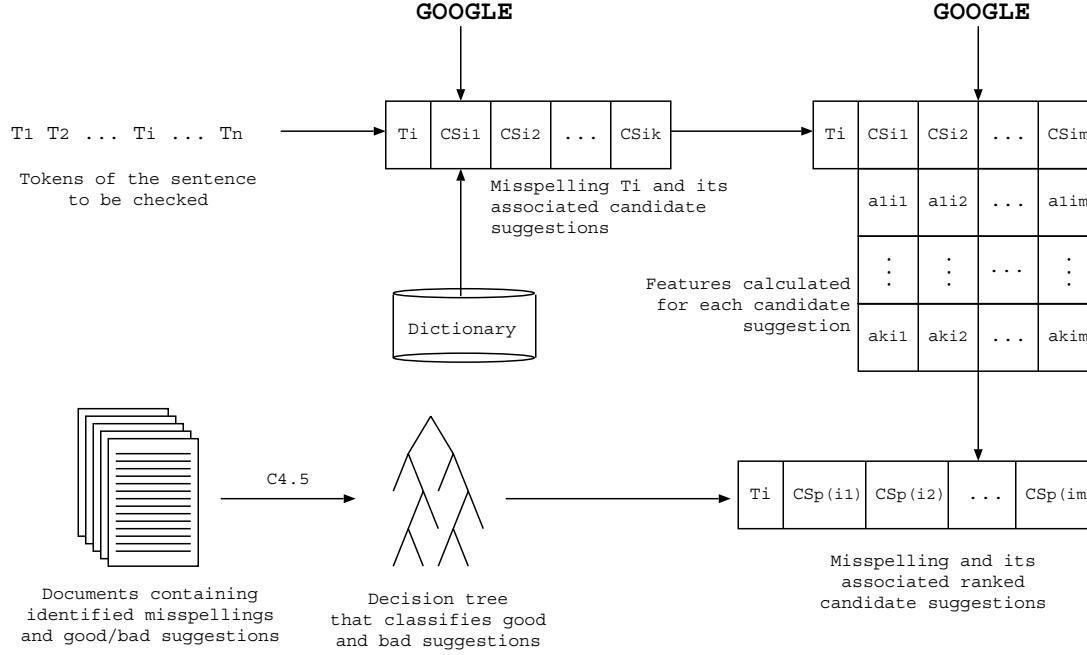 GOOGLE
GOOGLE
T1 T2 ... Ti ... Tn
Ti CSi1 CSi2 ... CSik
Ti CSi1 CSi2 ... CSim
Tokens of the sentence
to be checked
Misspelling Ti and its
associated candidate
suggestions
a1i1 a1i2 ... a1im
Features calculated
for each candidate
suggestion
...
aki1 aki2 ... akim
Dictionary
C4.5
Ti CSp(i1) CSp(i2) ... CSp(im
Documents containing
identified misspellings
and good/bad suggestions
Decision tree
that classifies good
and bad suggestions
Misspelling and its
associated ranked
candidate suggestions